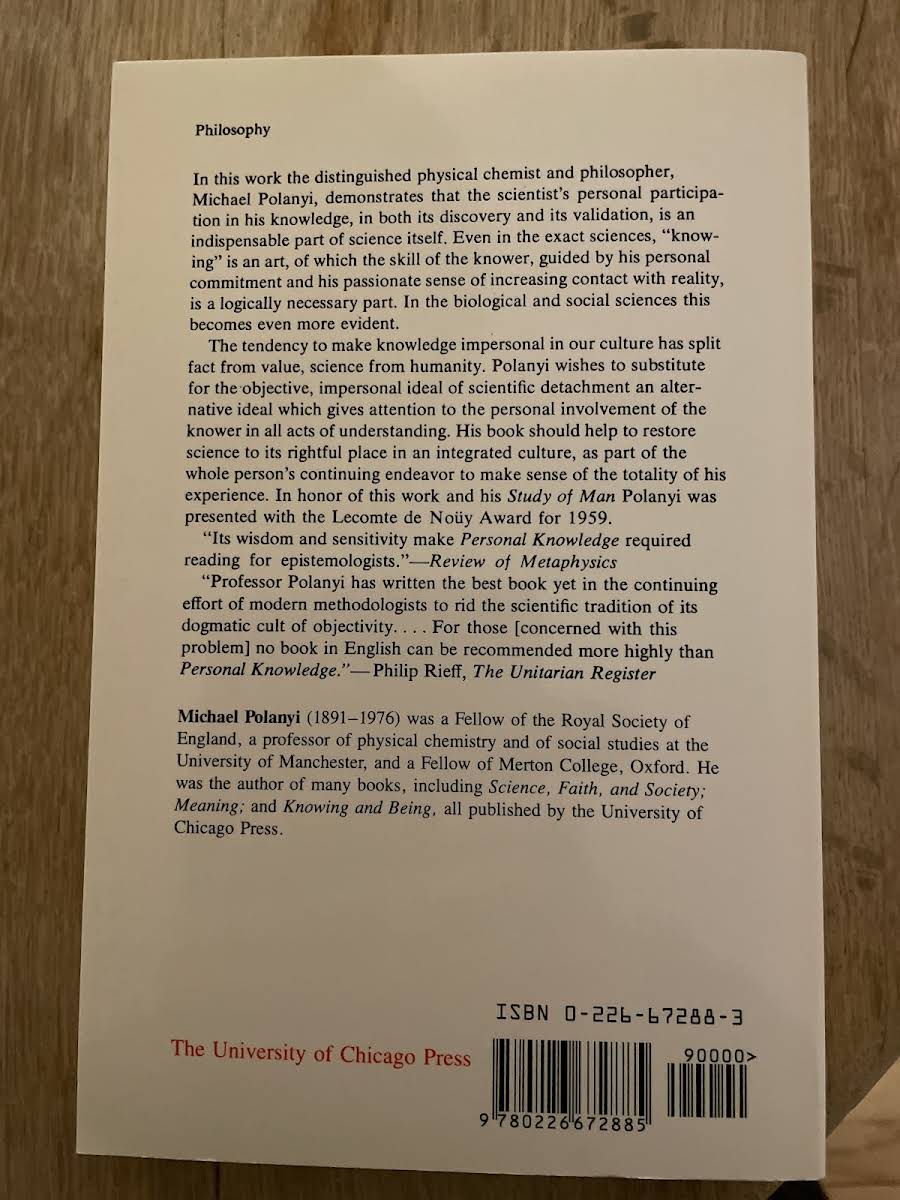 Philosophy
In this work the distinguished physical chemist and philosopher,
Michael Polanyi, demonstrates that the scientist's personal participa-
tion in his knowledge, in both its discovery and its validation, is an
indispensable part of science itself. Even in the exact sciences, “know-
ing” is an art, of which the skill of the knower, guided by his personal
commitment and his passionate sense of increasing contact with reality,
is a logically necessary part. In the biological and social sciences this
becomes even more evident.
The tendency to make knowledge impersonal in our culture has split
fact from value, science from humanity. Polanyi wishes to substitute
for the objective, impersonal ideal of scientific detachment an alter-
native ideal which gives attention to the personal involvement of the
knower in all acts of understanding. His book should help to restore
science to its rightful place in an integrated culture, as part of the
whole person's continuing endeavor to make sense of the totality of his
experience. In honor of this work and his Study of Man Polanyi was
presented with the Lecomte de Noüy Award for 1959.
“Its wisdom and sensitivity make Personal Knowledge required
reading for epistemologists.”—Review of Metaphysics
“Professor Polanyi has written the best book yet in the continuing
effort of modern methodologists to rid the scientific tradition of its
dogmatic cult of objectivity. . . . For those [concerned with this
problem] no book in English can be recommended more highly than
Personal Knowledge.”—Philip Rieff, The Unitarian Register
Michael Polanyi (1891–1976) was a Fellow of the Royal Society of
England, a professor of physical chemistry and of social studies at the
University of Manchester, and a Fellow of Merton College, Oxford. He
was the author of many books, including Science, Faith, and Society;
Meaning; and Knowing and Being, all published by the University of
Chicago Press.
ISBN 0-226-67288-3
The University of Chicago Press
90000>
9 780226 672885